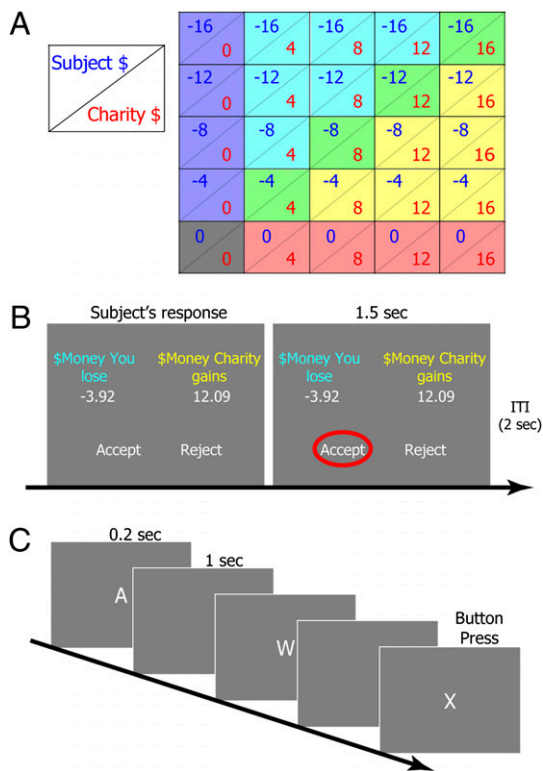 A
Subject $
Charity $
-16 -16 -16 -16 -16
0 4 8 12 16
-12 -12 -12 -12 -12
0 4 8 12 16
-8 -8 -8 -8 -8
0 4 8 12 16
-4 -4 -4 -4 -4
0 4 8 12 16
0 0 0 0 0
0 4 8 12 16
B
Subject's response 1.5 sec
$Money You $Money Charity $Money You $Money Charity
lose gains lose gains
-3.92 12.09 -3.92 12.09
ITI
(2 sec)
Accept Reject Accept Reject
C
0.2 sec
1 sec
A
W
Button
Press
X